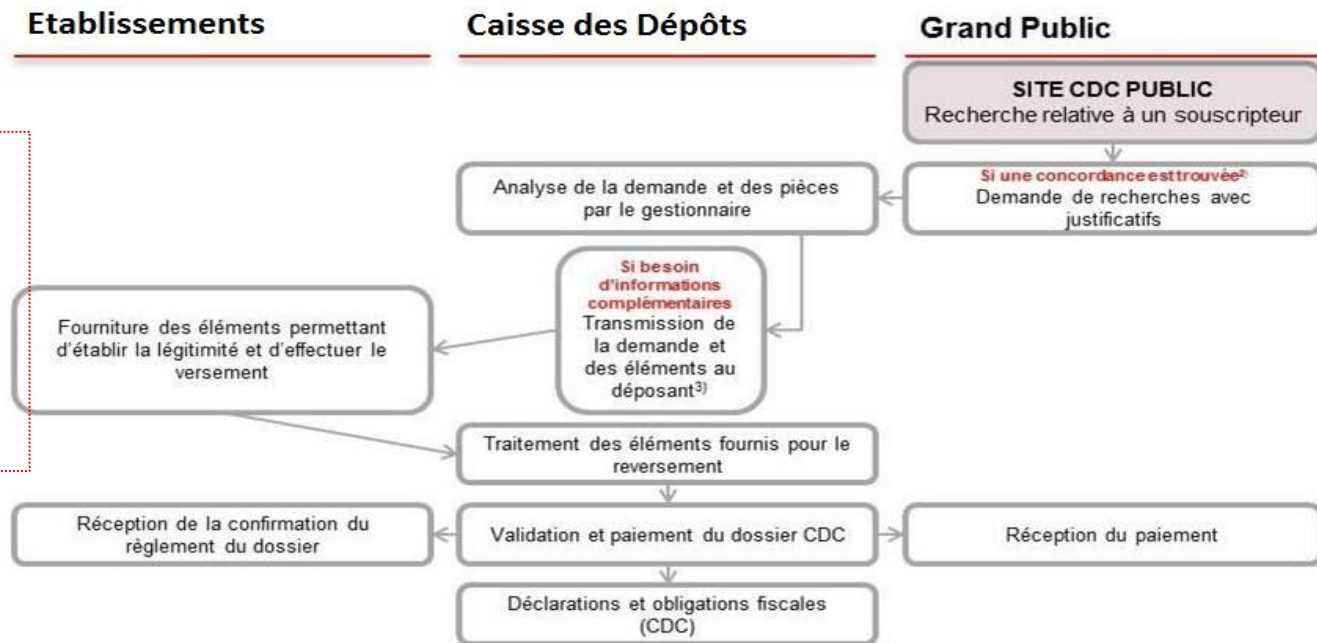 Etablissements
Caisse des Dépôts
Grand Public
SITE CDC PUBLIC
Recherche relative à un souscripteur
Si une concordance est trouvée²⁾
Demande de recherches avec
justificatifs
Analyse de la demande et des pièces
par le gestionnaire
Si besoin
d'informations
complémentaires
Transmission de
la demande et
des éléments au
déposant³⁾
Fourniture des éléments permettant
d'établir la légitimité et d'effectuer le
versement
Traitement des éléments fournis pour le
reversement
Réception de la confirmation du
règlement du dossier
Validation et paiement du dossier CDC
Réception du paiement
Déclarations et obligations fiscales
(CDC)